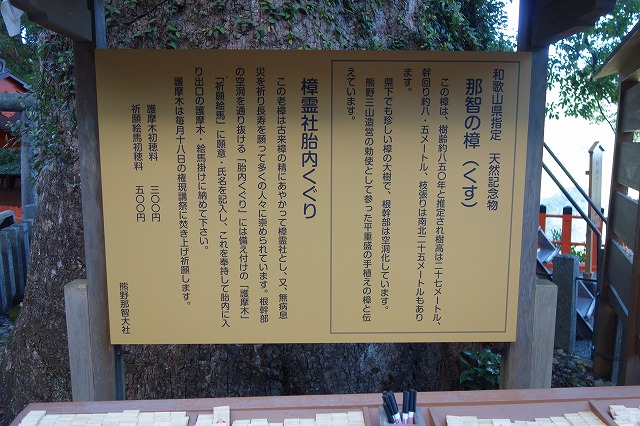 和歌山県指定　天然記念物
那智の樟（くす）
この樟は、樹齢約八五〇年と推定され樹高は二十七メートル、
幹回り約八・五メートル、枝張りは南北二十五メートルもあり
ます。
県下でも珍しい樟の大樹で、根幹部は空洞化しています。
熊野三山造営の勅使として参った平重盛の手植えの樟と伝
えています。
樟霊社胎内くぐり
この老樟は古来樟の精にあやかって樟霊社とし、又、無病息
災を祈り長寿を願って多くの人々に崇められています。根幹部
の空洞を通り抜ける「胎内くぐり」には備え付けの「護摩木」
「祈願絵馬」に願意・氏名を記入し、これを奉持して胎内に入
り出口の護摩木・絵馬掛けに納めて下さい。
護摩木は毎月十八日の権現講祭に焚き上げ祈願します。
護摩木初穂料　三〇〇円
祈願絵馬初穂料　五〇〇円
熊野那智大社